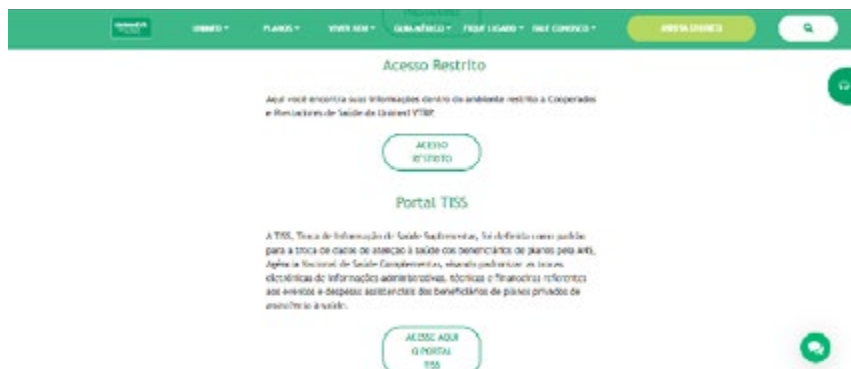 UNIMED
PLANOS
VIVER BEM
GUIA MÉDICO
FIQUE LIGADO
FALE CONOSCO
MINHA UNIMED
Acesso Restrito
Aqui você encontra suas informações dentro do ambiente restrito a Cooperados
e Prestadores de Saúde da Unimed VTRP.
ACESSO
RESTRITO
Portal TISS
A TISS, Troca de Informação de Saúde Suplementar, foi definida como padrão
para a troca de dados de atenção à saúde dos beneficiários de planos pela ANS,
Agência Nacional de Saúde Complementar, visando padronizar as trocas
eletrônicas de informações administrativas, técnicas e financeiras referentes
aos eventos e despesas assistenciais dos beneficiários de planos privados de
assistência à saúde.
ACESSE AQUI
O PORTAL
TISS